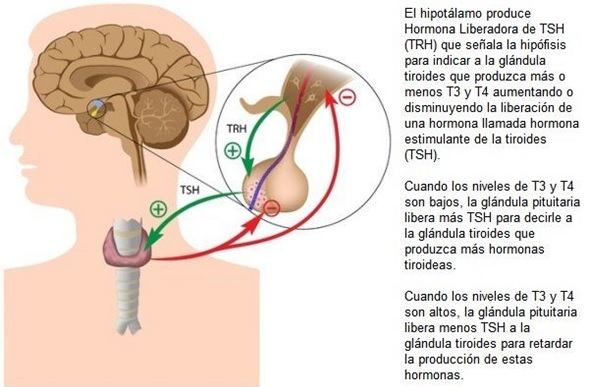 El hipotálamo produce
Hormona Liberadora de TSH
(TRH) que señala la hipófisis
para indicar a la glándula
tiroides que produzca más o
menos T3 y T4 aumentando o
disminuyendo la liberación de
una hormona llamada hormona
estimulante de la tiroides
(TSH).
Cuando los niveles de T3 y T4
son bajos, la glándula pituitaria
libera más TSH para decirle a
la glándula tiroides que
produzca más hormonas
tiroideas.
Cuando los niveles de T3 y T4
son altos, la glándula pituitaria
libera menos TSH a la
glándula tiroides para retardar
la producción de estas
hormonas.
TRH
TSH